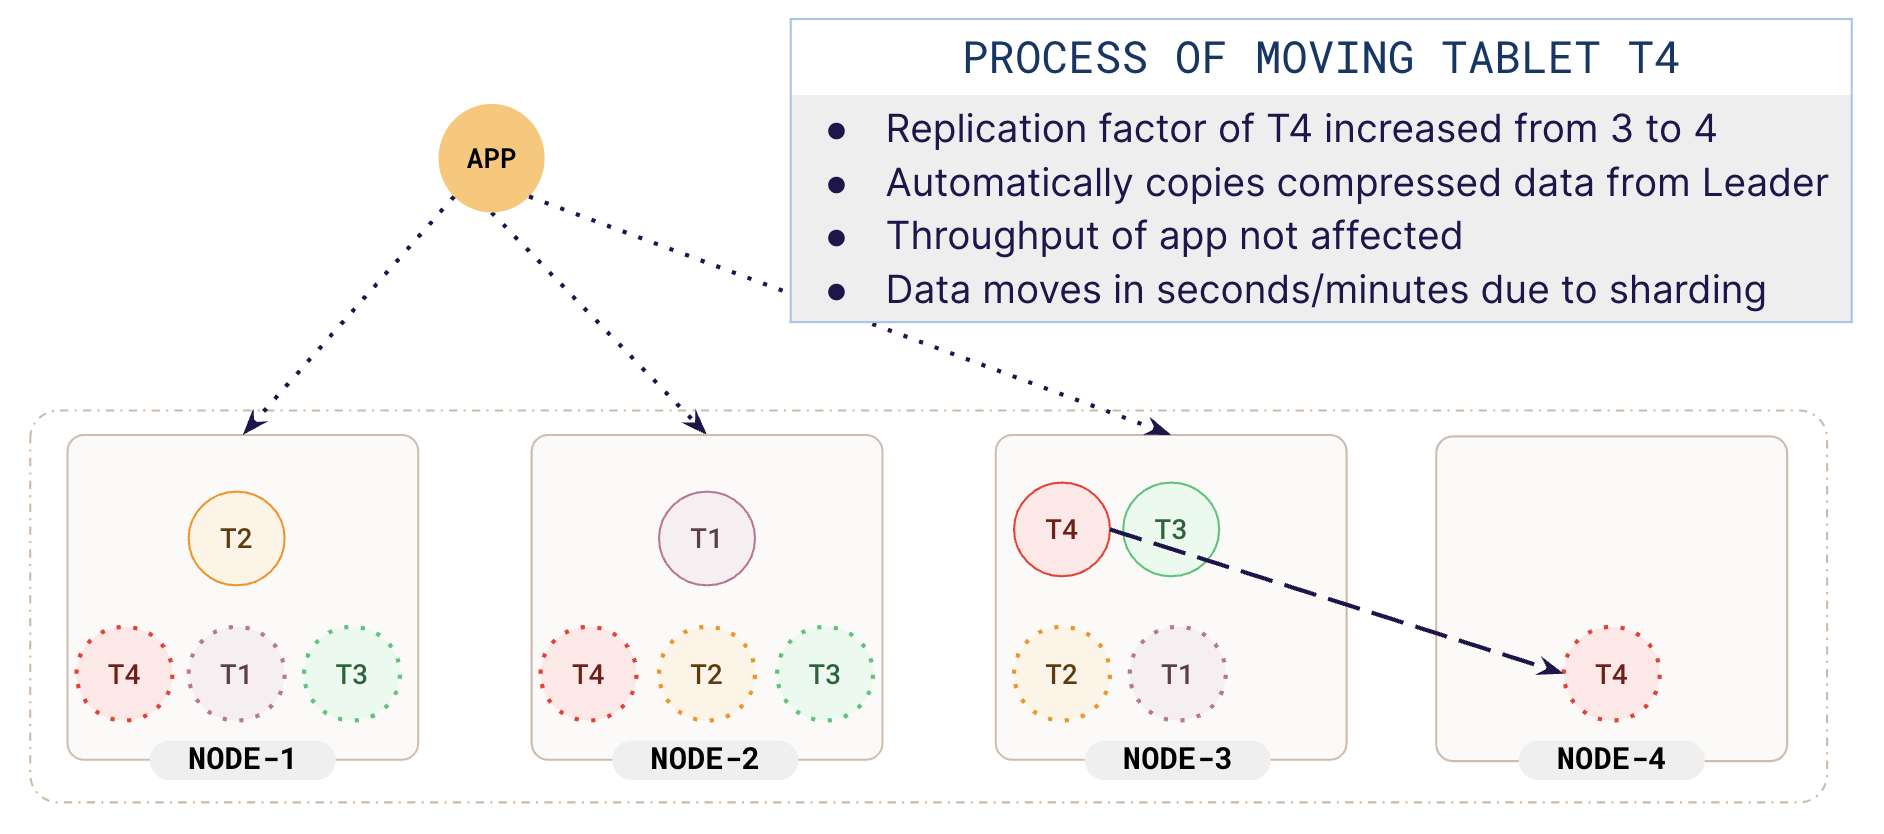 PROCESS OF MOVING TABLET T4
● Replication factor of T4 increased from 3 to 4
● Automatically copies compressed data from Leader
● Throughput of app not affected
● Data moves in seconds/minutes due to sharding
APP
T2
T4 T1 T3
NODE-1
T1
T4 T2 T3
NODE-2
T4 T3
T2 T1
NODE-3
T4
NODE-4